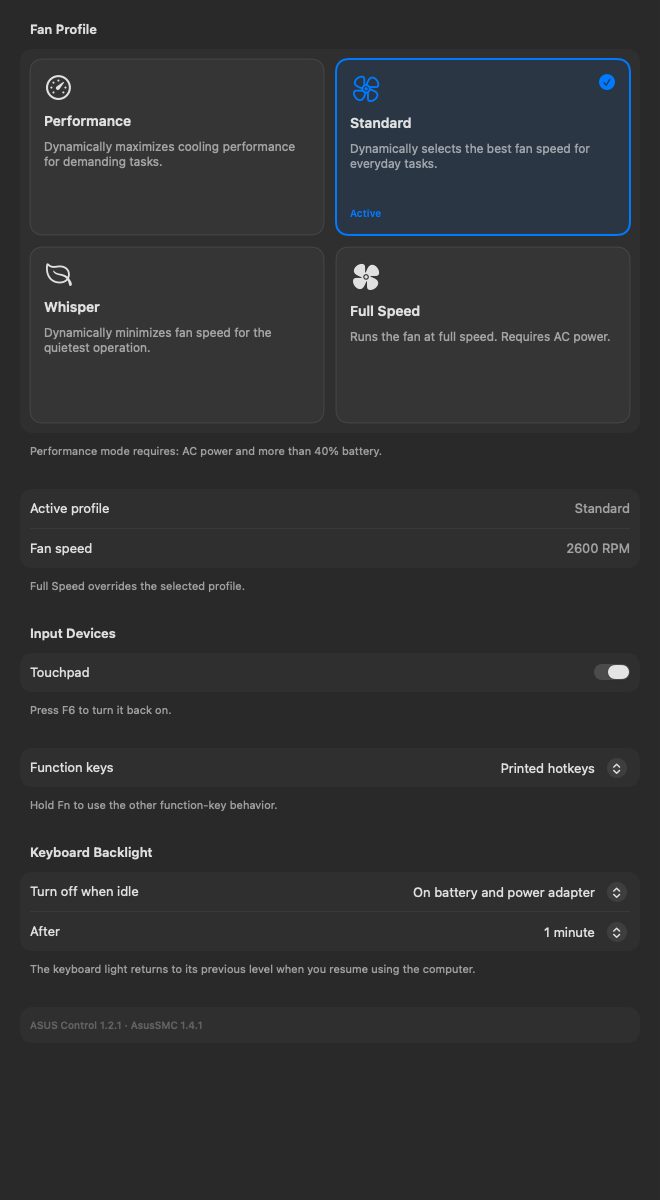 Fan Profile
Performance
Dynamically maximizes cooling performance
for demanding tasks.
Standard
Dynamically selects the best fan speed for
everyday tasks.
Active
Whisper
Dynamically minimizes fan speed for the
quietest operation.
Full Speed
Runs the fan at full speed. Requires AC power.
Performance mode requires: AC power and more than 40% battery.
Active profile Standard
Fan speed 2600 RPM
Full Speed overrides the selected profile.
Input Devices
Touchpad
Press F6 to turn it back on.
Function keys Printed hotkeys
Hold Fn to use the other function-key behavior.
Keyboard Backlight
Turn off when idle On battery and power adapter
After 1 minute
The keyboard light returns to its previous level when you resume using the computer.
ASUS Control 1.2.1 · AsusSMC 1.4.1